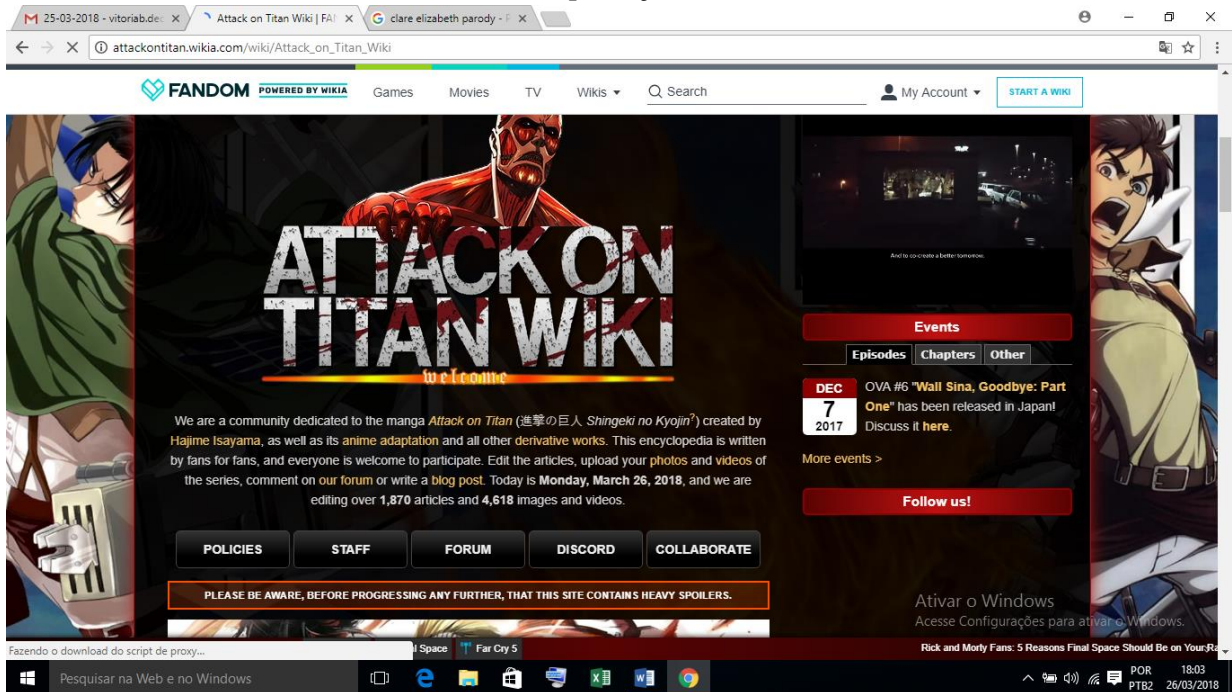 25-03-2018 - vitoriab.dec
Attack on Titan Wiki | FAN
clare elizabeth parody - P
attackontitan.wikia.com/wiki/Attack_on_Titan_Wiki
FANDOM POWERED BY WIKIA Games Movies TV Wikis Search My Account START A WIKI
And to co-create a better tomorrow.
ATTACK ON
TITAN WIKI
welcome
We are a community dedicated to the manga Attack on Titan (進撃の巨人 Shingeki no Kyojin?) created by
Hajime Isayama, as well as its anime adaptation and all other derivative works. This encyclopedia is written
by fans for fans, and everyone is welcome to participate. Edit the articles, upload your photos and videos of
the series, comment on our forum or write a blog post. Today is Monday, March 26, 2018, and we are
editing over 1,870 articles and 4,618 images and videos.
POLICIES STAFF FORUM DISCORD COLLABORATE
PLEASE BE AWARE, BEFORE PROGRESSING ANY FURTHER, THAT THIS SITE CONTAINS HEAVY SPOILERS.
Events
Episodes Chapters Other
DEC
7
2017
OVA #6 "Wall Sina, Goodbye: Part
One" has been released in Japan!
Discuss it here.
More events >
Follow us!
Ativar o Windows
Acesse Configurações para ativar o Windows.
Fazendo o download do script de proxy...
l Space Far Cry 5 Rick and Morty Fans: 5 Reasons Final Space Should Be on Your
Pesquisar na Web e no Windows
POR
PTB2
18:03
26/03/2018